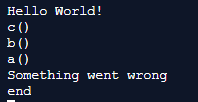 Hello World!
c()
b()
a()
Something went wrong
end